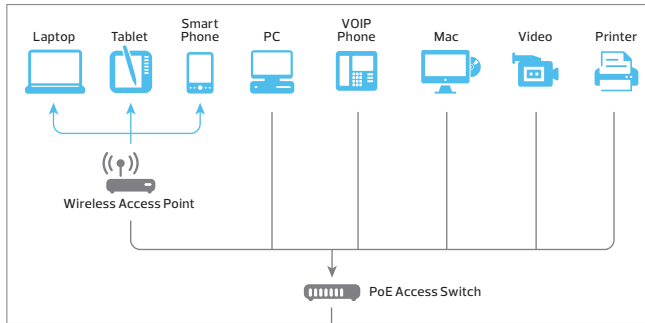 Laptop
Tablet
Smart
Phone
PC
VOIP
Phone
Mac
Video
Printer
Wireless Access Point
PoE Access Switch